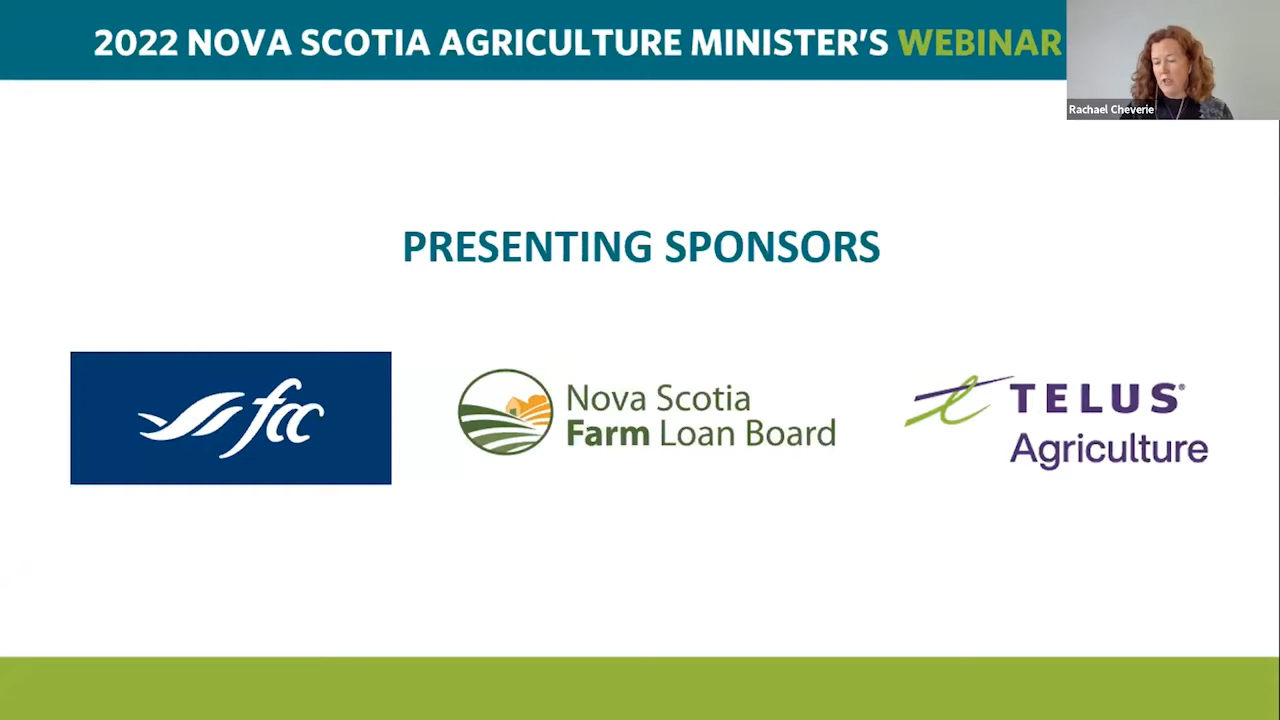 2022 NOVA SCOTIA AGRICULTURE MINISTER'S WEBINAR
Rachael Cheverie
PRESENTING SPONSORS
fcc
Nova Scotia
Farm Loan Board
TELUS®
Agriculture